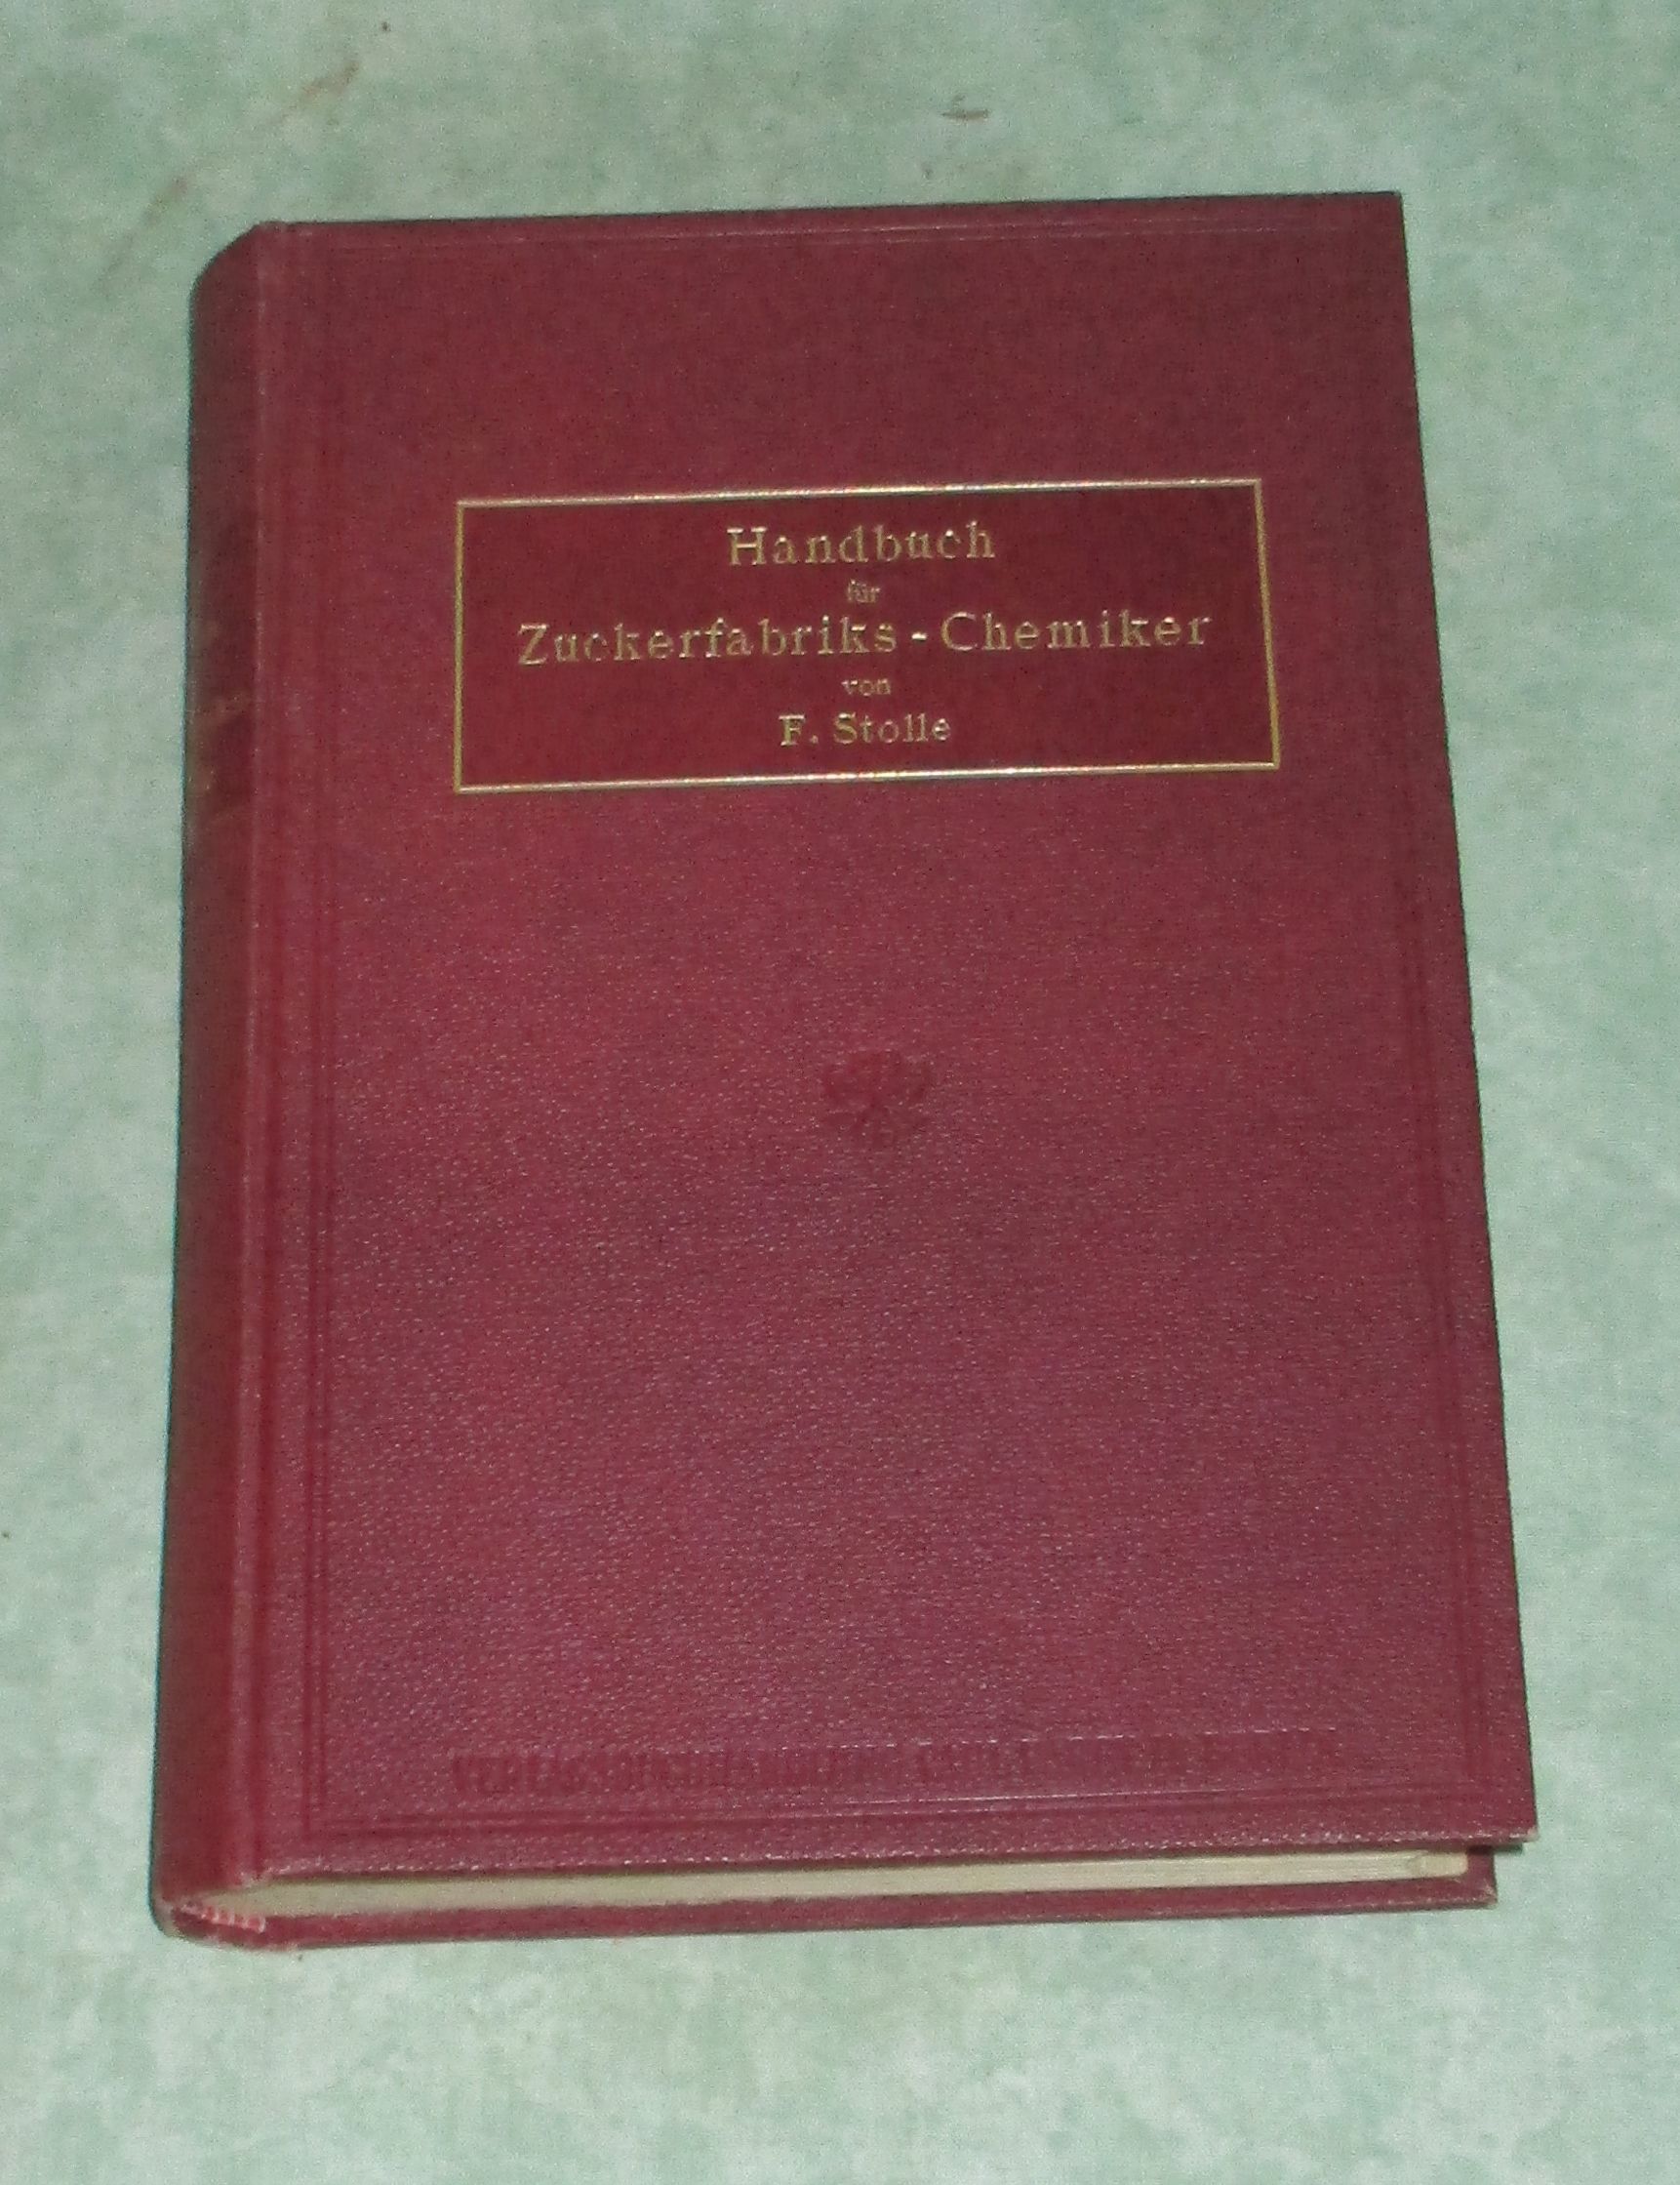 Handbuch
für
Zuckerfabriks-Chemiker
von
F. Stolle